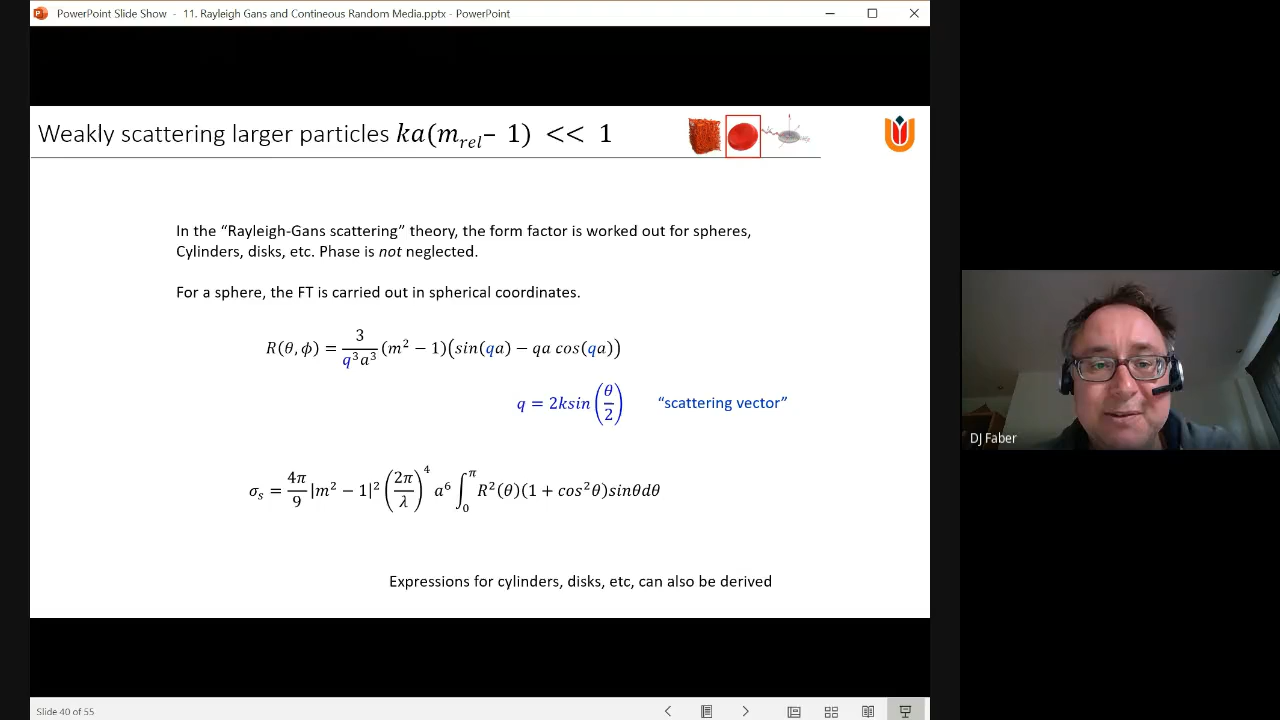 PowerPoint Slide Show - 11. Rayleigh Gans and Contineous Random Media.pptx - PowerPoint
Weakly scattering larger particles ka(m_rel – 1) << 1
In the “Rayleigh-Gans scattering” theory, the form factor is worked out for spheres,
Cylinders, disks, etc. Phase is not neglected.
For a sphere, the FT is carried out in spherical coordinates.
R(θ, ϕ) = 3/(q³a³) (m² − 1)(sin(qa) − qa cos(qa))
q = 2ksin(θ/2) “scattering vector”
DJ Faber
σ_s = 4π/9 |m² − 1|² (2π/λ)⁴ a⁶ ∫₀^π R²(θ)(1 + cos²θ)sinθdθ
Expressions for cylinders, disks, etc, can also be derived
Slide 40 of 55